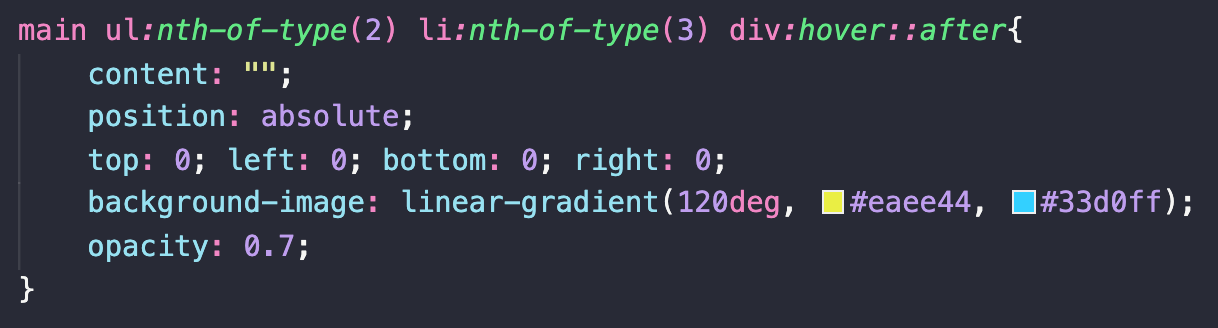 main ul:nth-of-type(2) li:nth-of-type(3) div:hover::after{
content: "";
position: absolute;
top: 0; left: 0; bottom: 0; right: 0;
background-image: linear-gradient(120deg, #eaee44, #33d0ff);
opacity: 0.7;
}